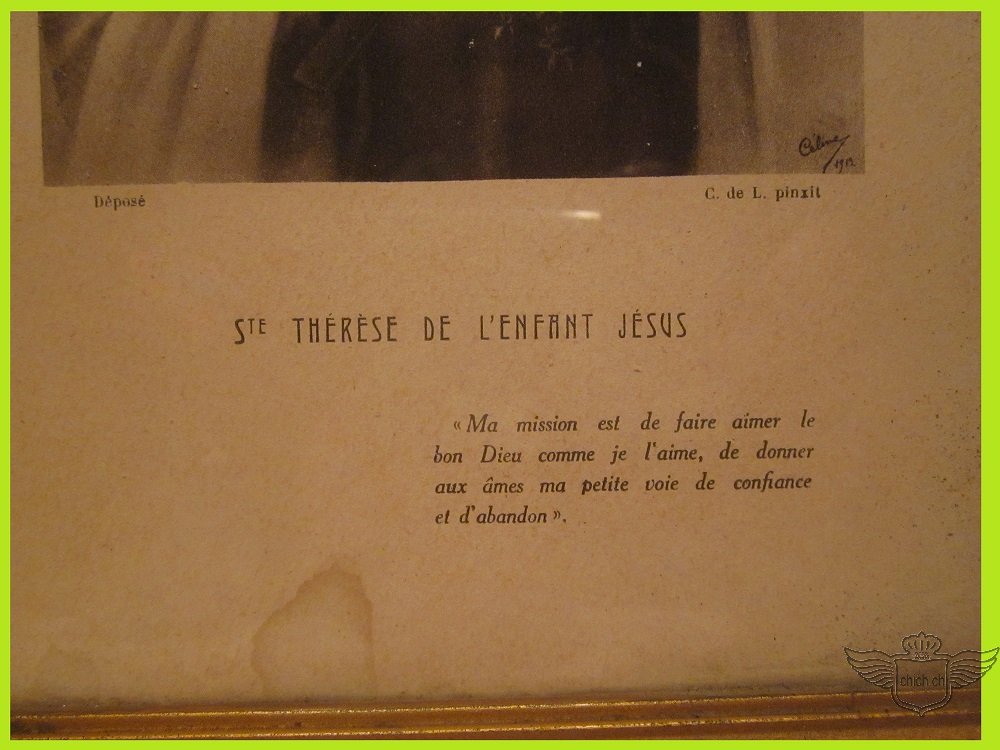 Céline
1912
Déposé
C. de L. pinxit
STE THÉRÈSE DE L'ENFANT JÉSUS
«Ma mission est de faire aimer le
bon Dieu comme je l'aime, de donner
aux âmes ma petite voie de confiance
et d'abandon».
chich.ch